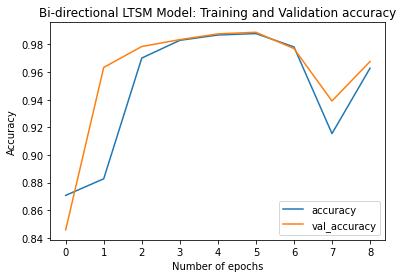 Bi-directional LTSM Model: Training and Validation accuracy
Accuracy
0.98
0.96
0.94
0.92
0.90
0.88
0.86
0.84
0 1 2 3 4 5 6 7 8
Number of epochs
accuracy
val_accuracy